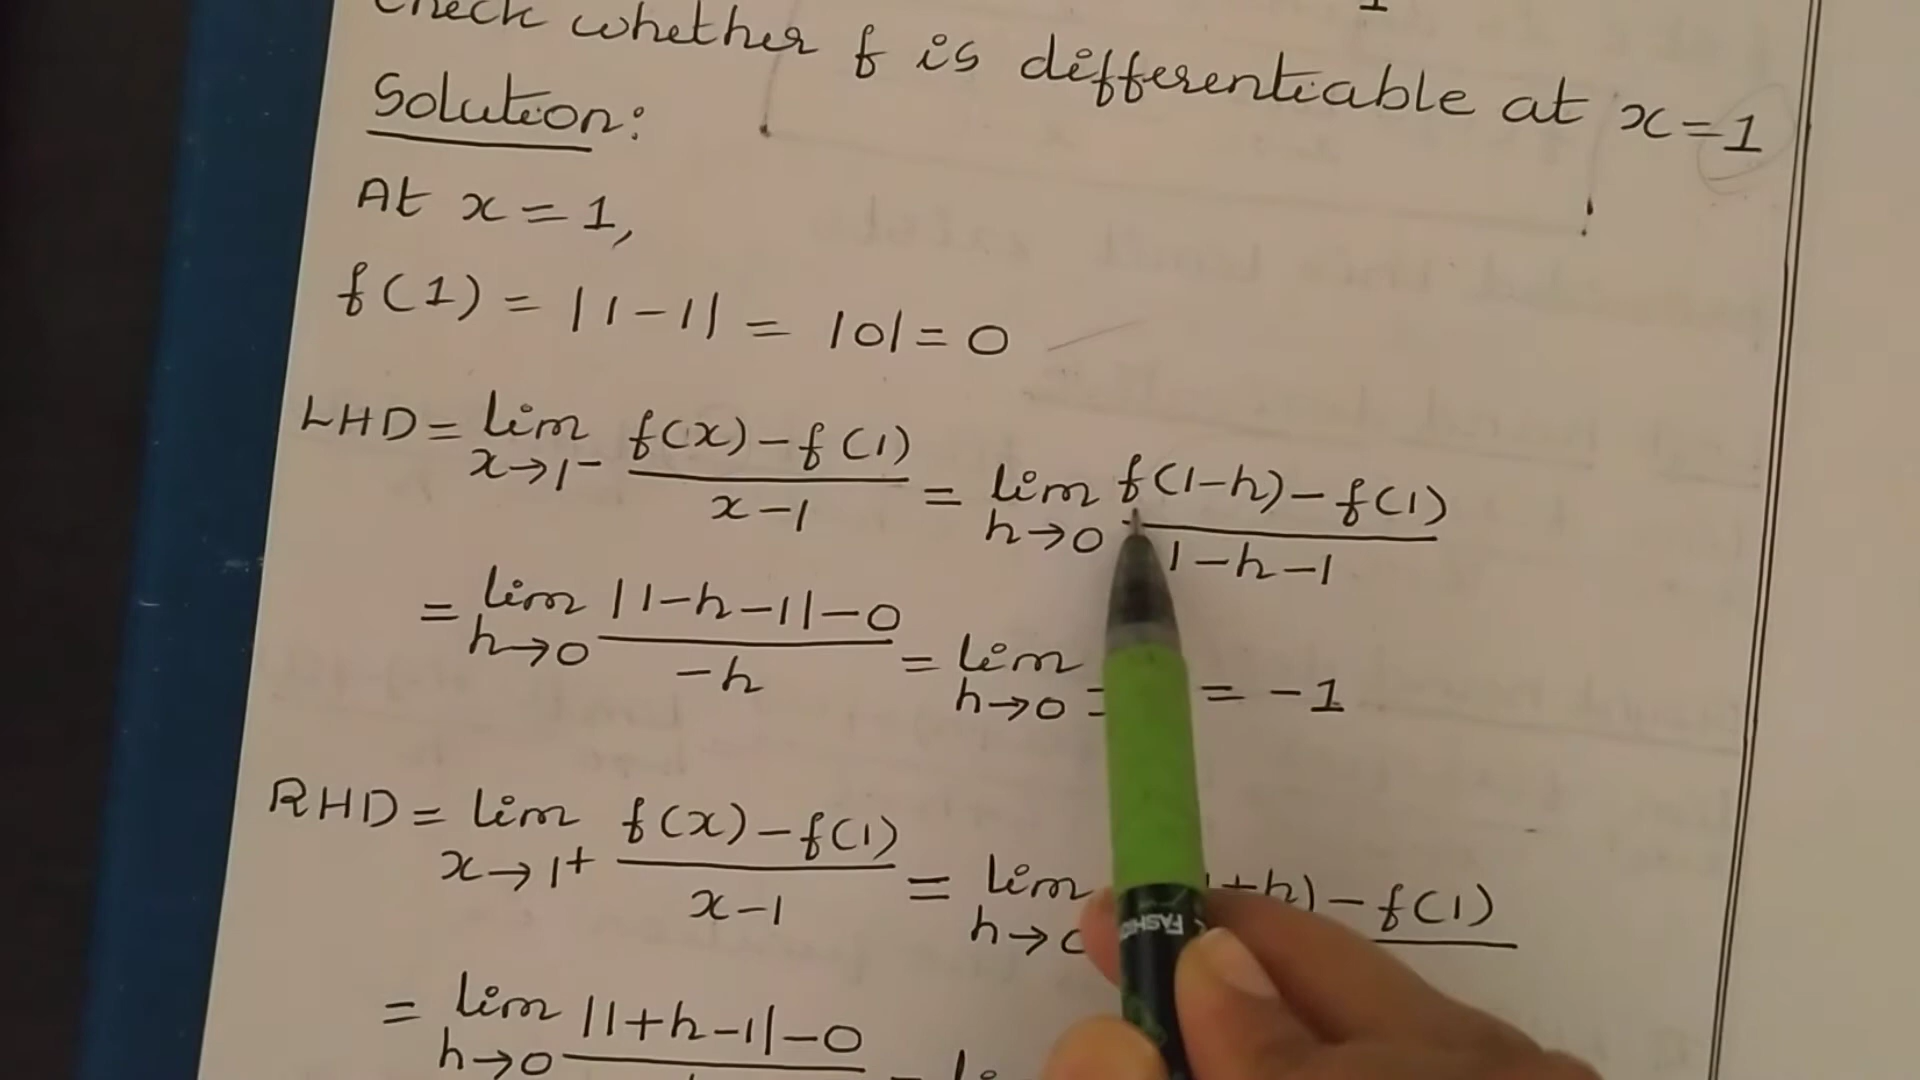 Check whether f is differentiable at x=1
Solution:
At x = 1,
f(1) = |1-1| = |0| = 0
LHD = lim x→1⁻ f(x)-f(1) / x-1 = lim h→0 f(1-h)-f(1) / 1-h-1
= lim h→0 |1-h-1|-0 / -h = lim h→0 = -1
RHD = lim x→1⁺ f(x)-f(1) / x-1 = lim h→0 +h)-f(1)
= lim h→0 |1+h-1|-0 = lim
FASHI